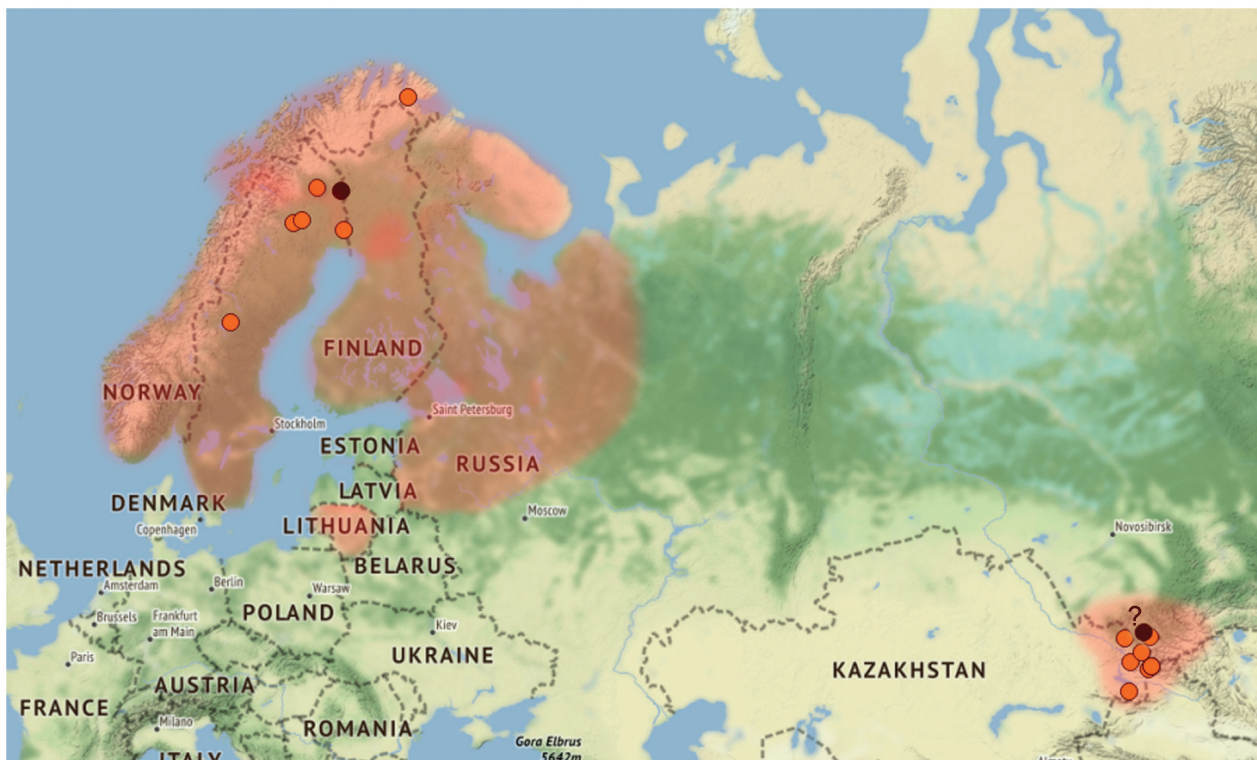 FINLAND
NORWAY
Stockholm
Saint Petersburg
ESTONIA
RUSSIA
LATVIA
DENMARK
Copenhagen
LITHUANIA
Moscow
Novosibirsk
NETHERLANDS
BELARUS
Amsterdam
Berlin
Warsaw
POLAND
Brussels
Frankfurt
am Main
Kiev
?
Paris
UKRAINE
KAZAKHSTAN
AUSTRIA
FRANCE
Milano
ROMANIA
Gora Elbrus
5642m
ITALY